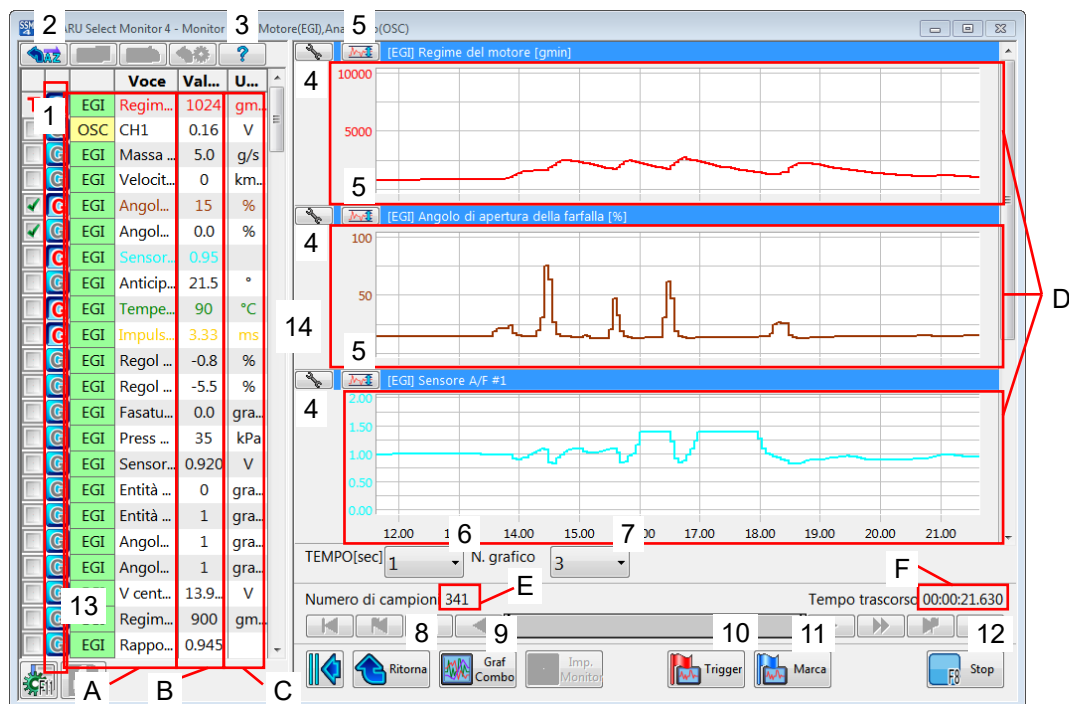 2 ARU Select Monitor 4 - Monitor 3 Motore(EGI),Ana 5 o(OSC)
AZ ?
Voce Val... U...
1 T EGI Regim... 1024 gm..
OSC CH1 0.16 V
G EGI Massa ... 5.0 g/s
G EGI Velocit... 0 km..
G EGI Angol... 15 %
G EGI Angol... 0.0 %
G EGI Sensor.. 0.95
G EGI Anticip... 21.5 °
G EGI Tempe... 90 °C
G EGI Impuls... 3.33 ms
G EGI Regol ... -0.8 %
G EGI Regol ... -5.5 %
G EGI Fasatu... 0.0 gra...
G EGI Press ... 35 kPa
G EGI Sensor... 0.920 V
G EGI Entità ... 0 gra..
G EGI Entità ... 1 gra..
G EGI Angol... 1 gra..
G EGI Angol... 1 gra..
EGI V cent... 13.9... V
13 EGI Regim... 900 gm..
G EGI Rappo... 0.945
F11
A B C
4 [EGI] Regime del motore [gmin]
10000
5000
5
4 [EGI] Angolo di apertura della farfalla [%]
100
50
14
5
D
4 [EGI] Sensore A/F #1
2.00
1.50
1.00
0.50
0.00
12.00 14.00 15.00 17.00 18.00 19.00 20.00 21.00
6 7
TEMPO[sec] 1 N. grafico 3
E F
Numero di campion 341 Tempo trascorso 00:00:21.630
8 9 10 11 12
Ritorna Graf Combo Imp. Monitor Trigger Marca F8 Stop